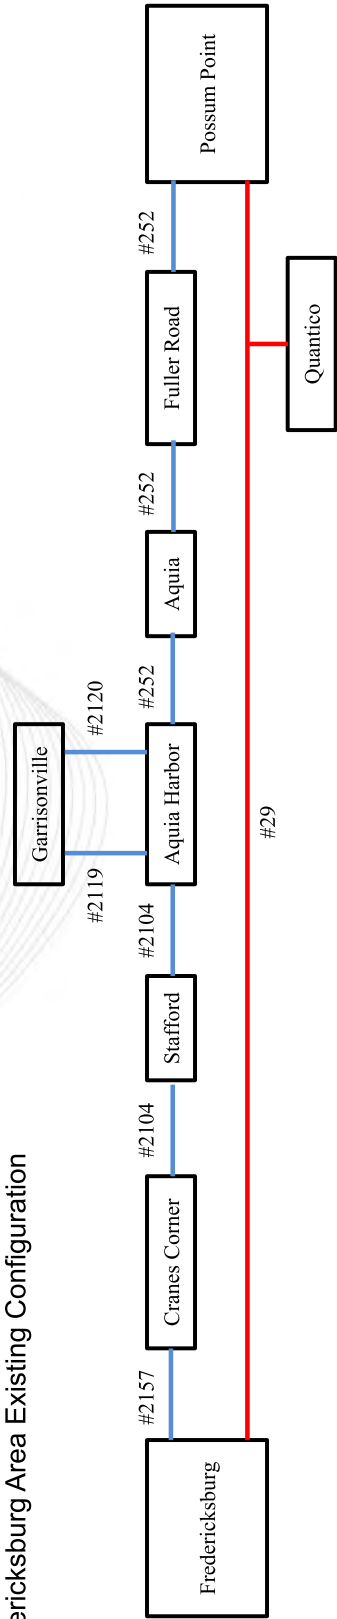 ericksburg Area Existing Configuration
Garrisonville
#2119
#2120
#2157
#2104
#2104
#252
#252
#252
Fredericksburg
Cranes Corner
Stafford
Aquia Harbor
Aquia
Fuller Road
Possum Point
#29
Quantico